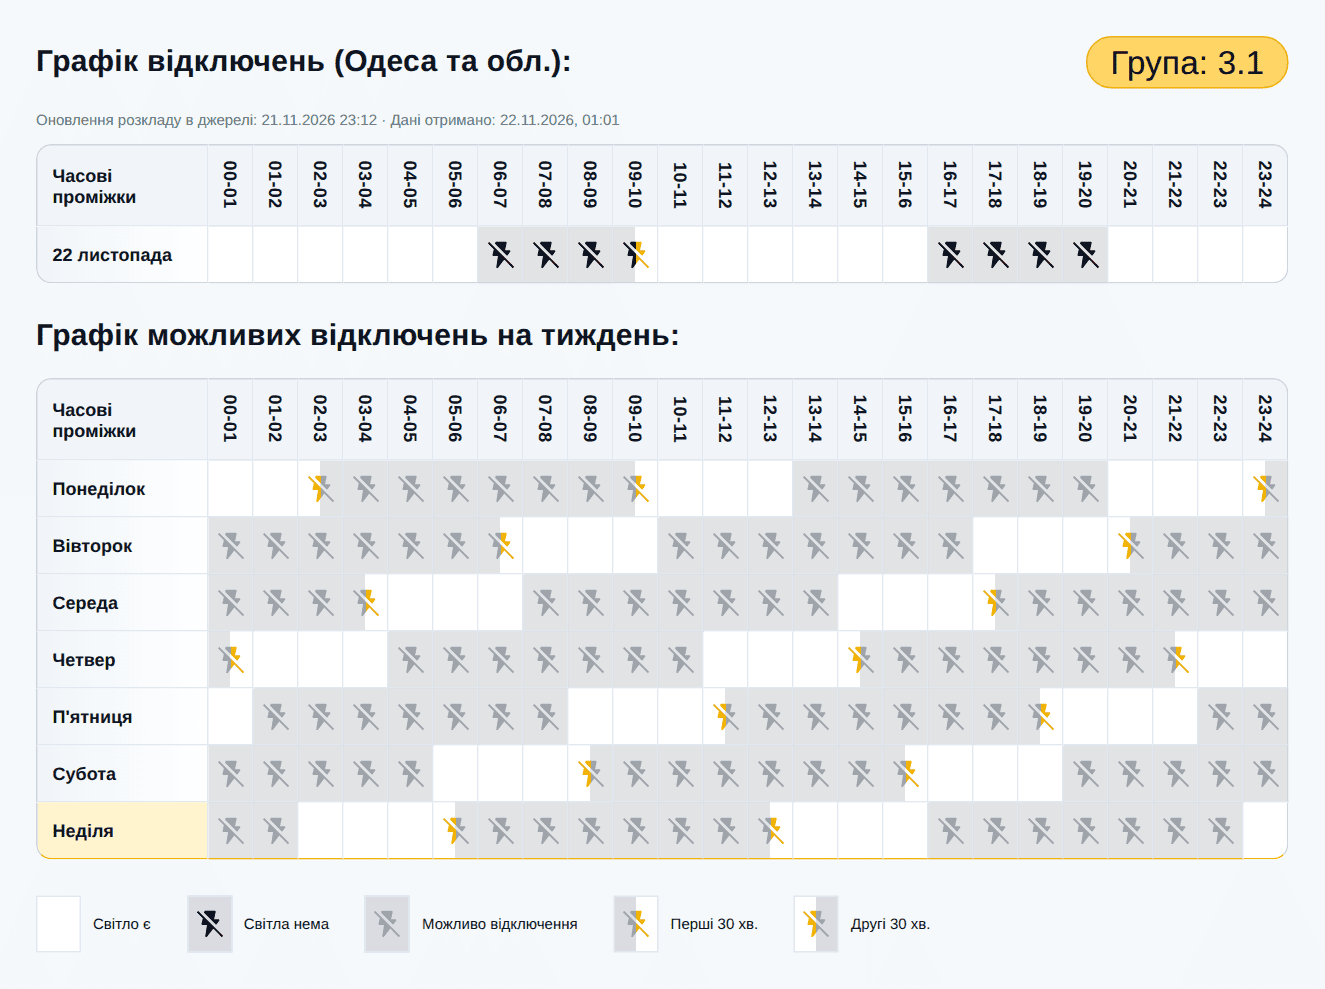 Графік відключень (Одеса та обл.):
Група: 3.1
Оновлення розкладу в джерелі: 21.11.2026 23:12 · Дані отримано: 22.11.2026, 01:01
Часові
проміжки
00-01 01-02 02-03 03-04 04-05 05-06 06-07 07-08 08-09 09-10 10-11 11-12 12-13 13-14 14-15 15-16 16-17 17-18 18-19 19-20 20-21 21-22 22-23 23-24
22 листопада
Графік можливих відключень на тиждень:
Часові
проміжки
00-01 01-02 02-03 03-04 04-05 05-06 06-07 07-08 08-09 09-10 10-11 11-12 12-13 13-14 14-15 15-16 16-17 17-18 18-19 19-20 20-21 21-22 22-23 23-24
Понеділок
Вівторок
Середа
Четвер
П'ятниця
Субота
Неділя
Світло є
Світла нема
Можливо відключення
Перші 30 хв.
Другі 30 хв.